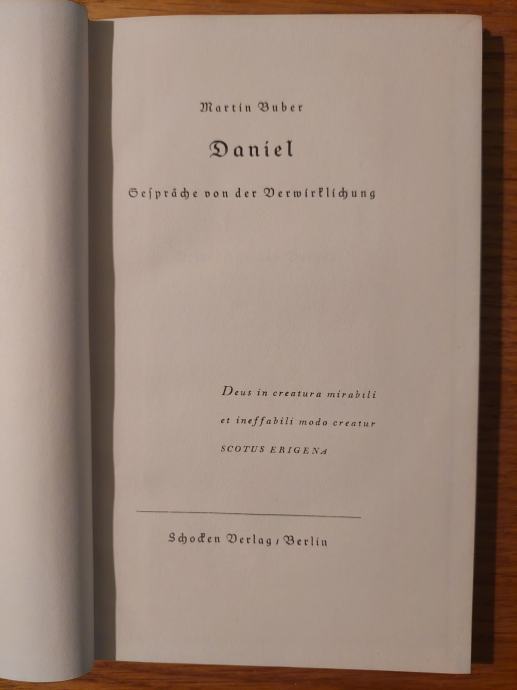 Martin Buber
Daniel
Geſpräche von der Verwirklichung
Deus in creatura mirabili
et ineffabili modo creatur
SCOTUS ERIGENA
Schocken Verlag / Berlin